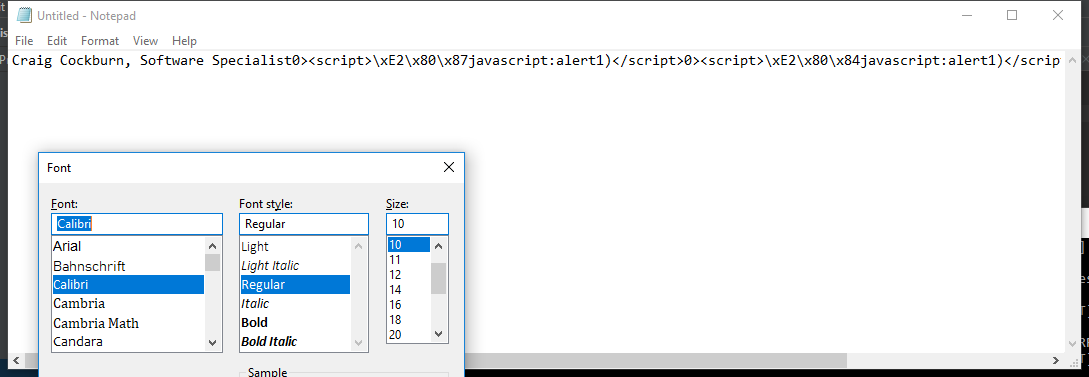 Untitled - Notepad
File Edit Format View Help
Craig Cockburn, Software Specialist0><script>\xE2\x80\x87javascript:alert1)</script>0><script>\xE2\x80\x84javascript:alert1)</script
Font
Font: Font style: Size:
Calibri Regular 10
Arial Light 10
Bahnschrift Light Italic 11
Calibri Regular 12
Cambria Italic 14
Cambria Math Bold 16
Candara Bold Italic 18
20
Sample